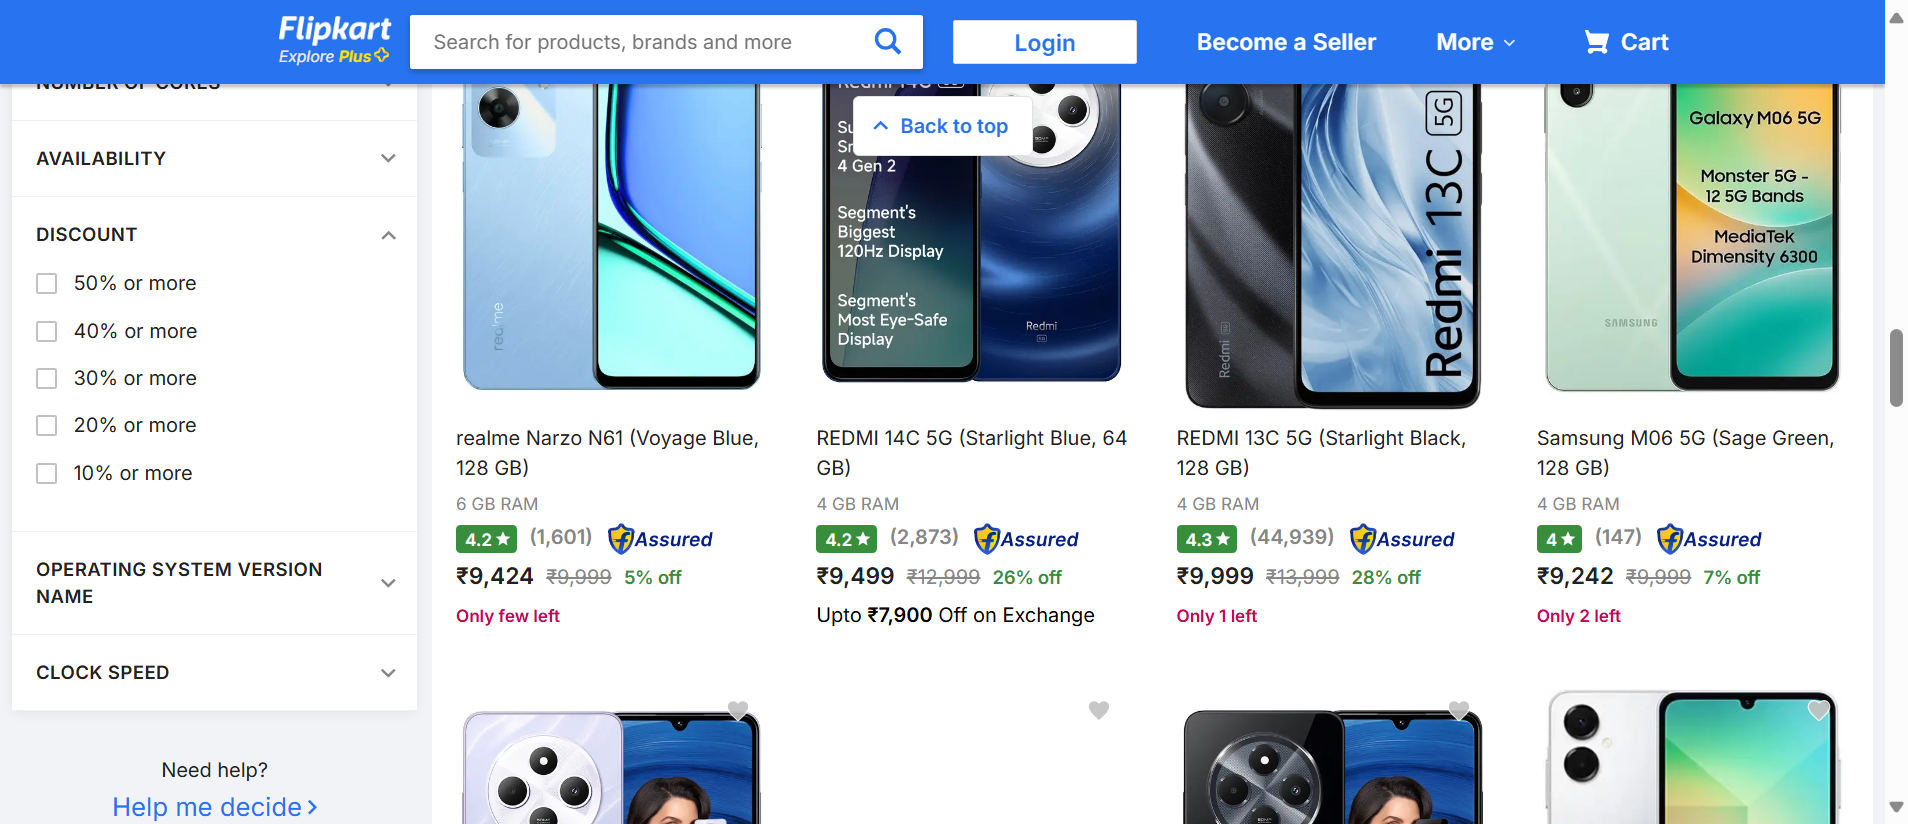 Flipkart
Explore Plus
Search for products, brands and more
Login
Become a Seller
More
Cart
NUMBER OF CORES
AVAILABILITY
DISCOUNT
50% or more
40% or more
30% or more
20% or more
10% or more
OPERATING SYSTEM VERSION
NAME
CLOCK SPEED
Need help?
Help me decide
Back to top
realme
realme Narzo N61 (Voyage Blue,
128 GB)
6 GB RAM
4.2 (1,601) Assured
₹9,424 ₹9,999 5% off
Only few left
Redmi 14C 5G
4 Gen 2
Segment's
Biggest
120Hz Display
Segment's
Most Eye-Safe
Display
Redmi
5G
REDMI 14C 5G (Starlight Blue, 64
GB)
4 GB RAM
4.2 (2,873) Assured
₹9,499 ₹12,999 26% off
Upto ₹7,900 Off on Exchange
Redmi 5G
Redmi 13C 5G
REDMI 13C 5G (Starlight Black,
128 GB)
4 GB RAM
4.3 (44,939) Assured
₹9,999 ₹13,999 28% off
Only 1 left
SAMSUNG
Galaxy M06 5G
Monster 5G -
12 5G Bands
MediaTek
Dimensity 6300
Samsung M06 5G (Sage Green,
128 GB)
4 GB RAM
4 (147) Assured
₹9,242 ₹9,999 7% off
Only 2 left